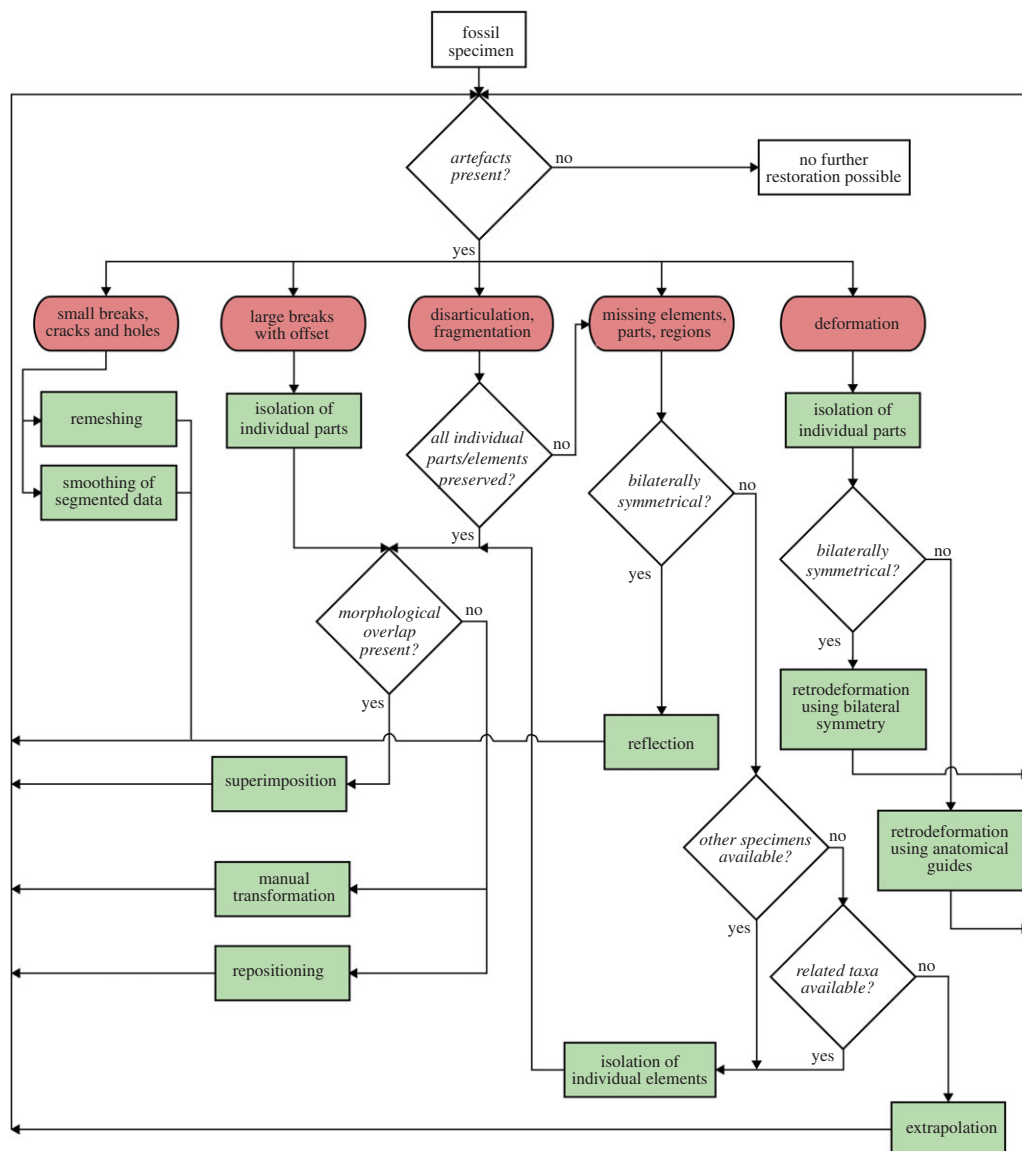 fossil
specimen
artefacts
present?
no
no further
restoration possible
yes
small breaks,
cracks and holes
large breaks
with offset
disarticulation,
fragmentation
missing elements,
parts, regions
deformation
remeshing
smoothing of
segmented data
isolation of
individual parts
all individual
parts/elements
preserved?
no
yes
bilaterally
symmetrical?
no
yes
isolation of
individual parts
bilaterally
symmetrical?
no
yes
morphological
overlap
present?
no
yes
retrodeformation
using bilateral
symmetry
reflection
superimposition
other specimens
available?
no
yes
retrodeformation
using anatomical
guides
manual
transformation
repositioning
related taxa
available?
no
yes
isolation of
individual elements
extrapolation